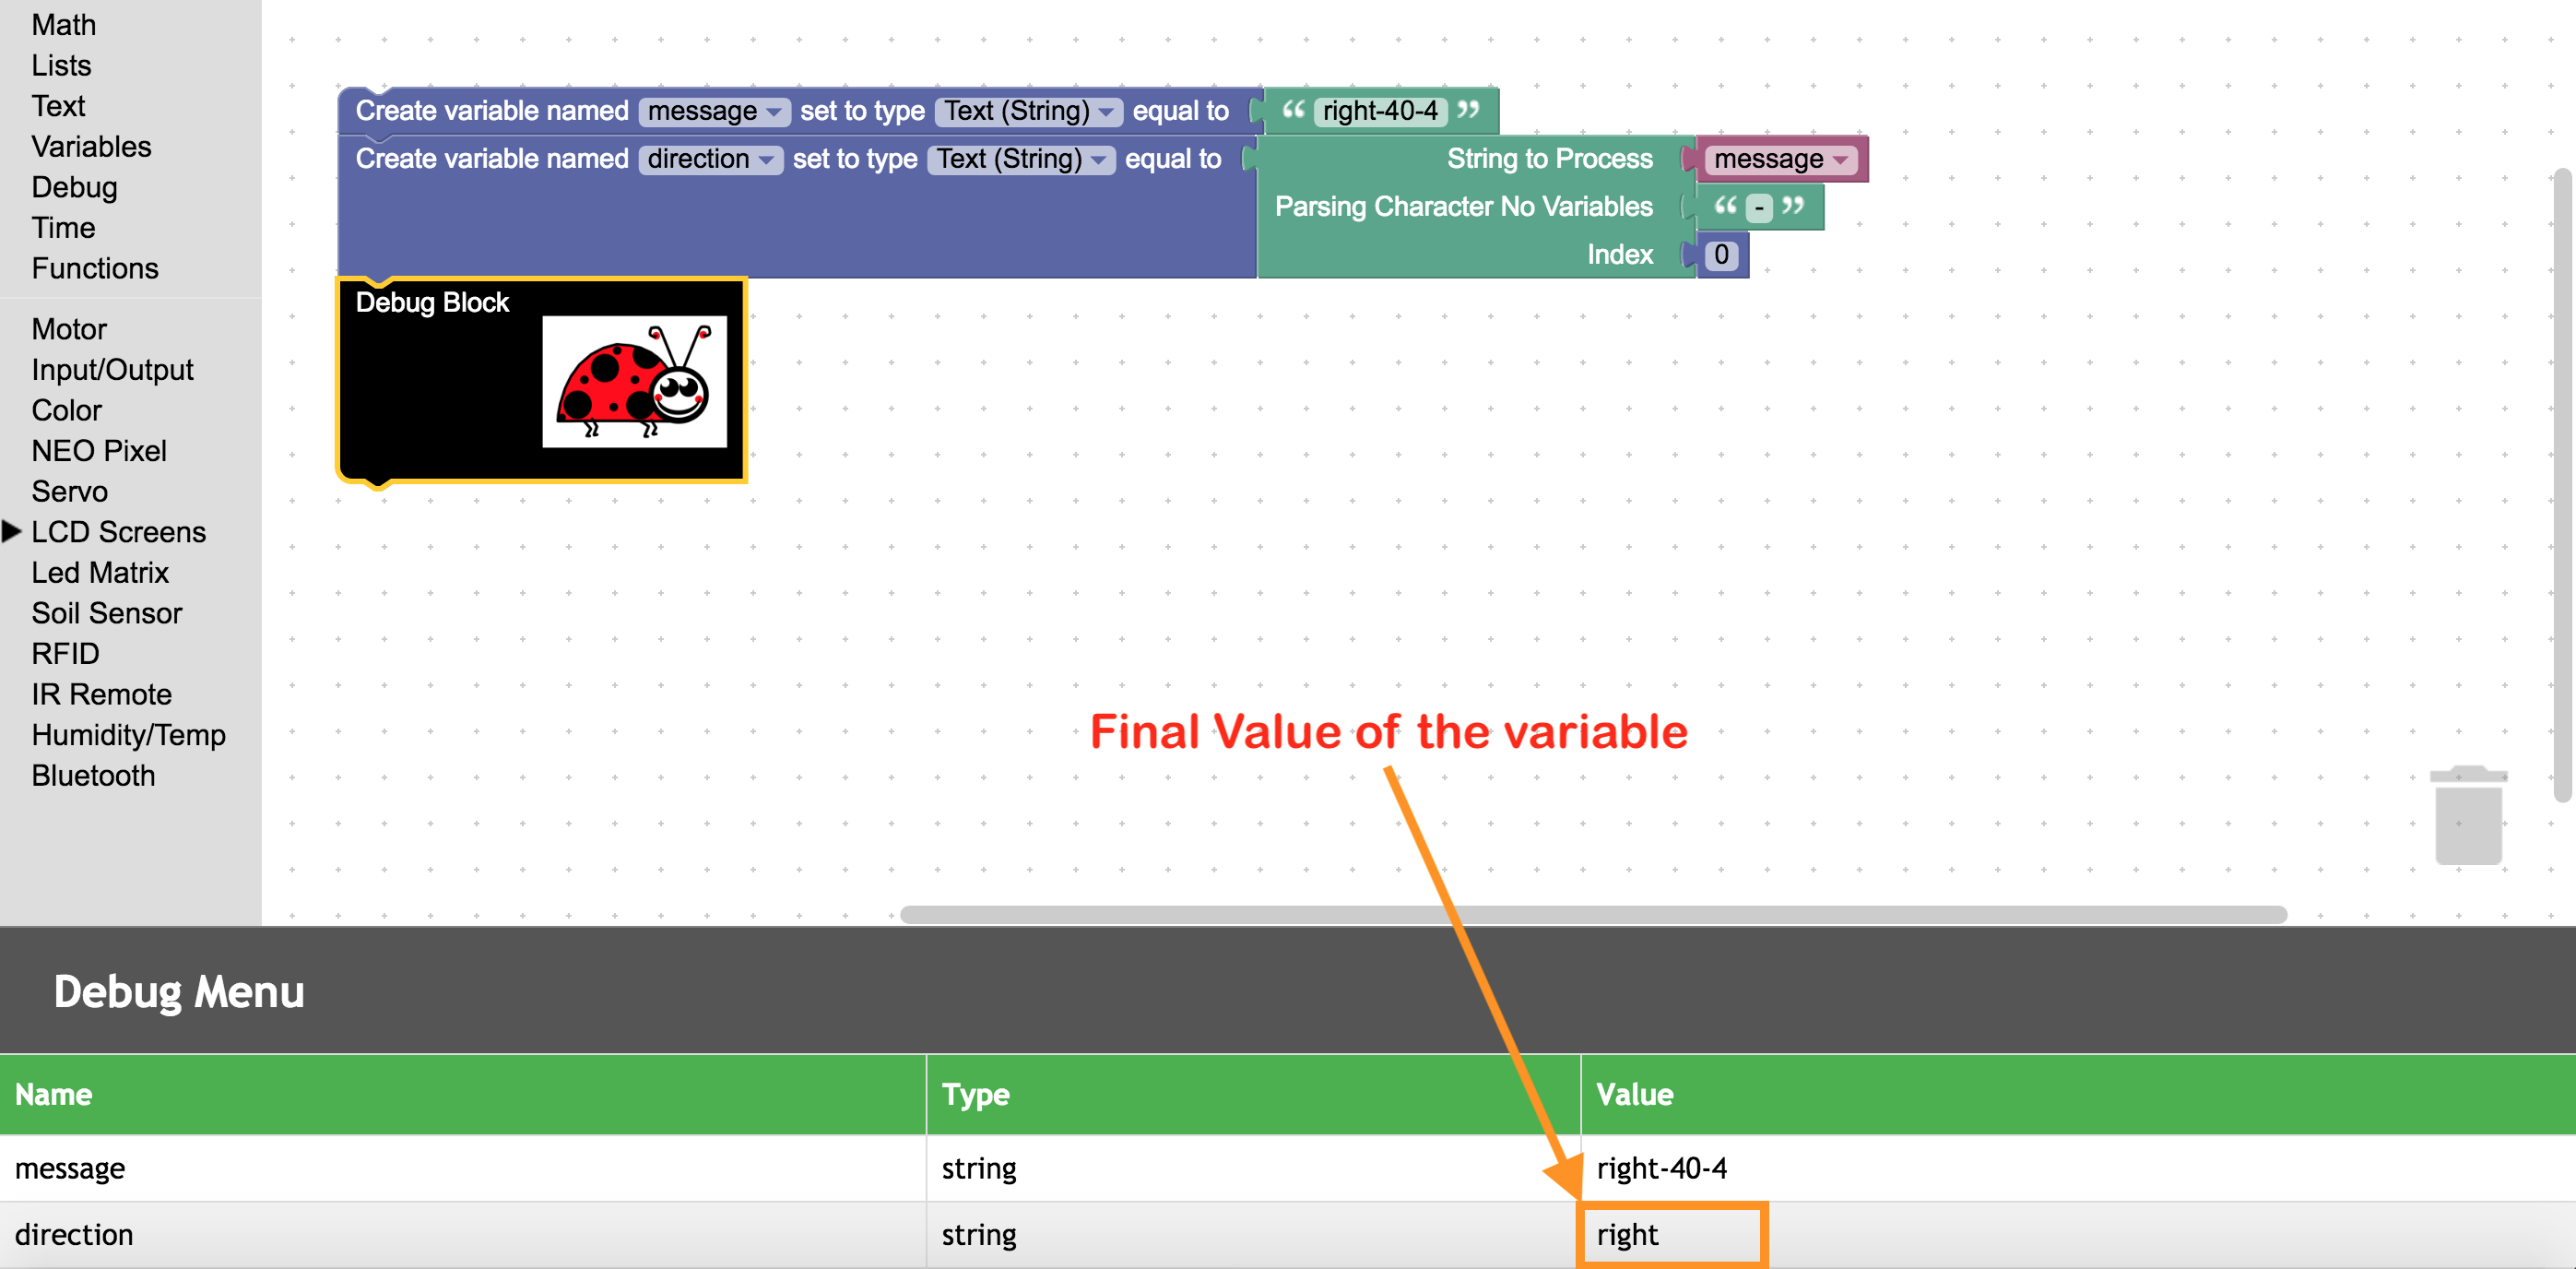 Math
Lists
Text
Variables
Debug
Time
Functions
Motor
Input/Output
Color
NEO Pixel
Servo
LCD Screens
Led Matrix
Soil Sensor
RFID
IR Remote
Humidity/Temp
Bluetooth
Create variable named message set to type Text (String) equal to “ right-40-4 ”
Create variable named direction set to type Text (String) equal to String to Process message
Parsing Character No Variables “ - ”
Index 0
Debug Block
Final Value of the variable
Debug Menu
Name Type Value
message string right-40-4
direction string right